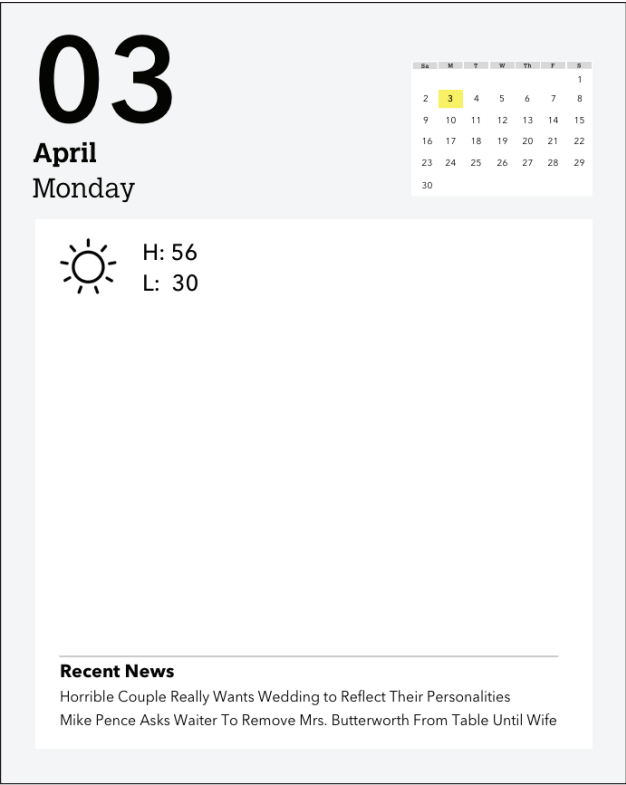 03
April
Monday
Sa M T W Th F S
1
2 3 4 5 6 7 8
9 10 11 12 13 14 15
16 17 18 19 20 21 22
23 24 25 26 27 28 29
30
H: 56
L: 30
Recent News
Horrible Couple Really Wants Wedding to Reflect Their Personalities
Mike Pence Asks Waiter To Remove Mrs. Butterworth From Table Until Wife